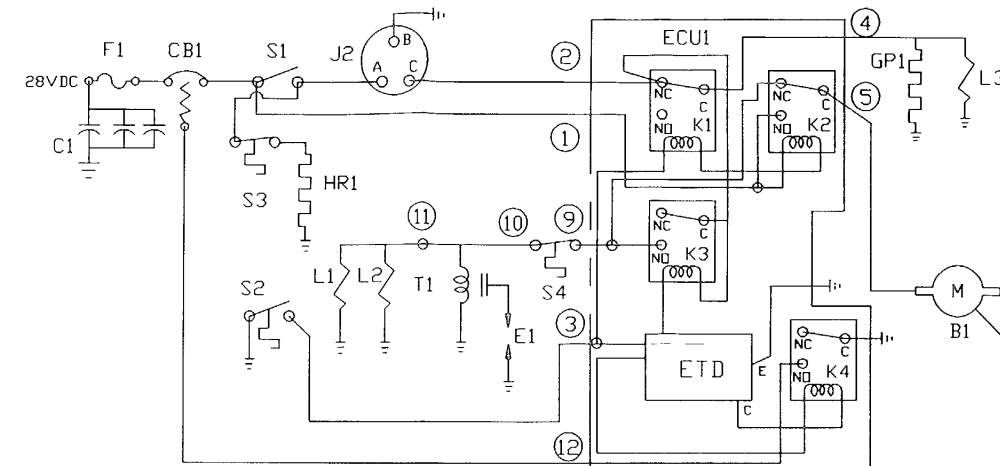 4
B
ECU1
F1
CB1
S1
J2
2
GP1
L3
28VDC
A
C
NC
C
NC
C
5
C1
1
NO
K1
NO
K2
S3
HR1
11
10
9
NC
C
K3
NO
L1
L2
T1
S4
S2
M
3
E1
B1
ETD
E
NC
C
NO
K4
C
12